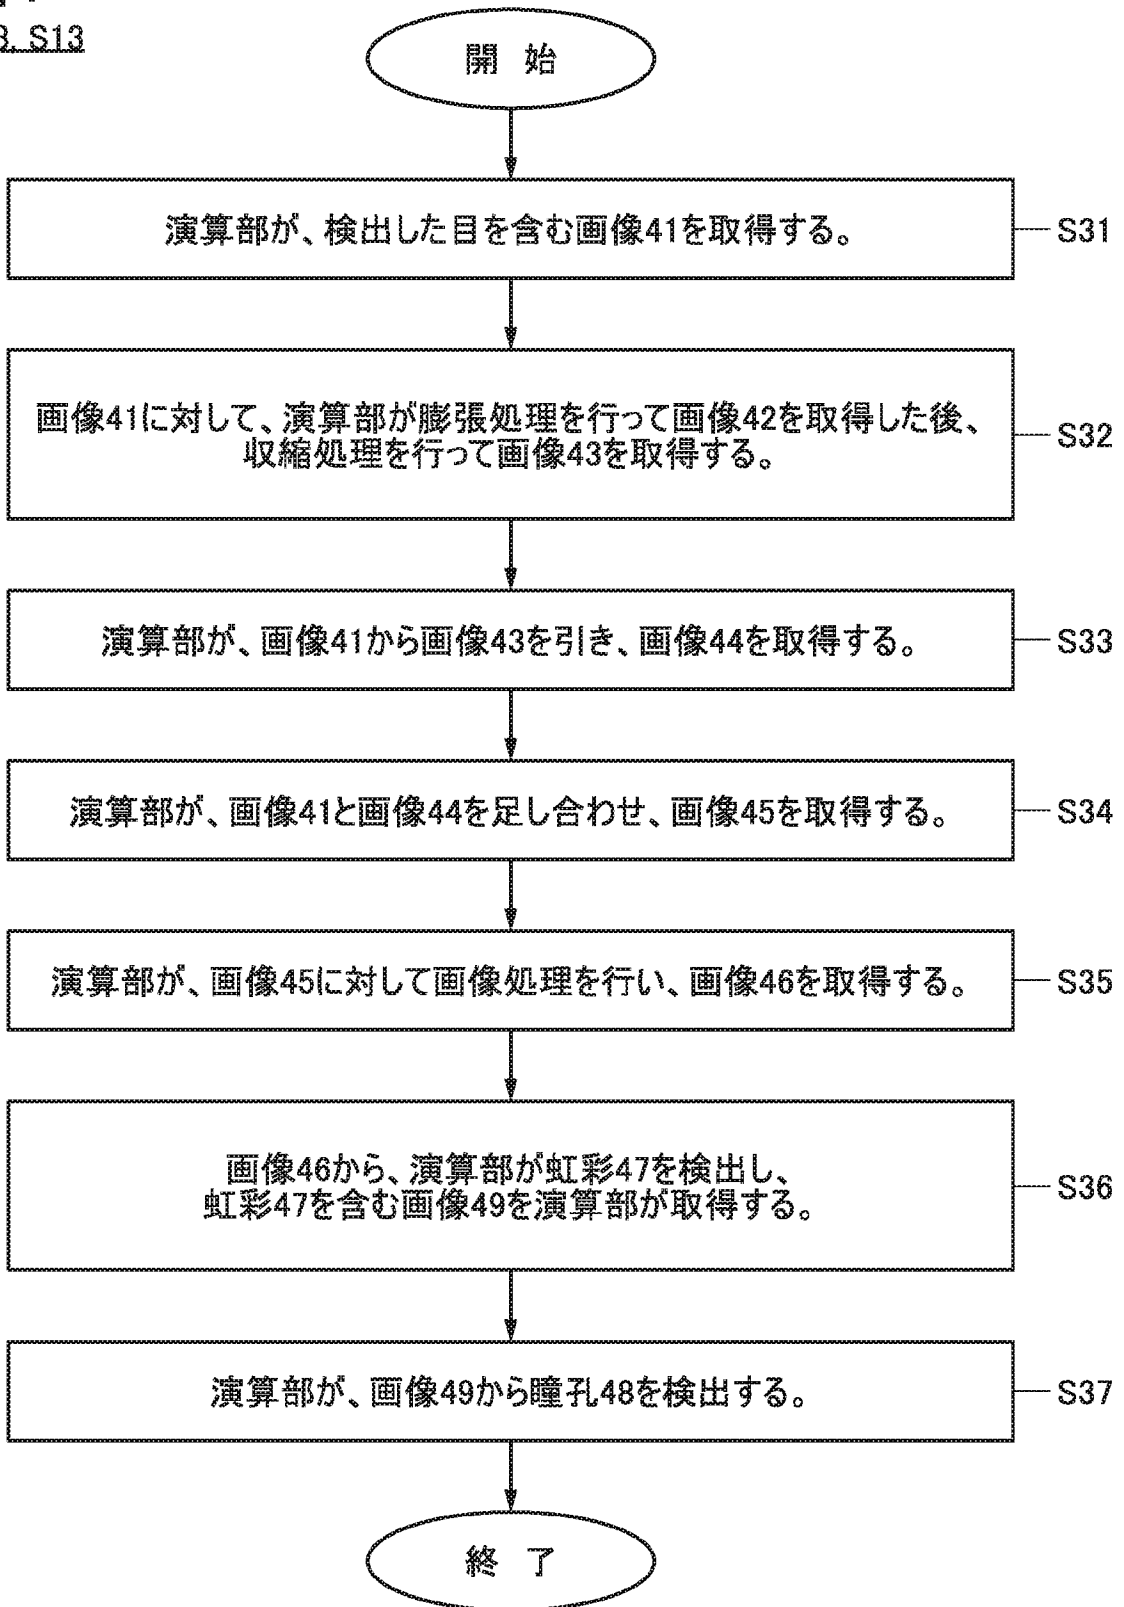 S13
開 始
演算部が、検出した目を含む画像41を取得する。
S31
画像41に対して、演算部が膨張処理を行って画像42を取得した後、
収縮処理を行って画像43を取得する。
S32
演算部が、画像41から画像43を引き、画像44を取得する。
S33
演算部が、画像41と画像44を足し合わせ、画像45を取得する。
S34
演算部が、画像45に対して画像処理を行い、画像46を取得する。
S35
画像46から、演算部が虹彩47を検出し、
虹彩47を含む画像49を演算部が取得する。
S36
演算部が、画像49から瞳孔48を検出する。
S37
終 了